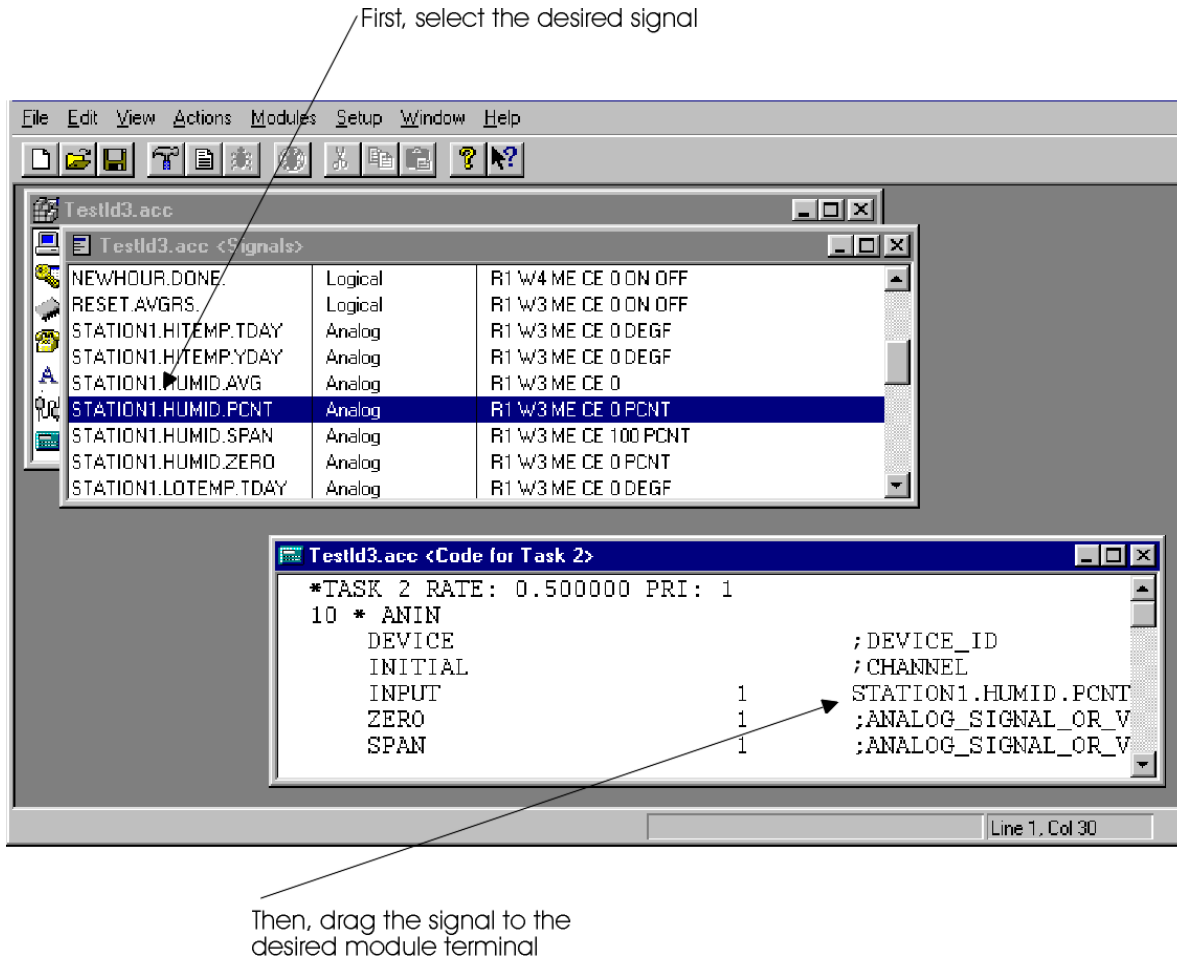 First, select the desired signal
File Edit View Actions Modules Setup Window Help
TestId3.acc
TestId3.acc <Signals>
NEWHOUR.DONE. Logical R1 W4 ME CE 0 ON OFF
RESET.AVGRS. Logical R1 W3 ME CE 0 ON OFF
STATION1.HITEMP.TDAY Analog R1 W3 ME CE 0 DEGF
STATION1.HITEMP.YDAY Analog R1 W3 ME CE 0 DEGF
STATION1.HUMID.AVG Analog R1 W3 ME CE 0
STATION1.HUMID.PCNT Analog R1 W3 ME CE 0 PCNT
STATION1.HUMID.SPAN Analog R1 W3 ME CE 100 PCNT
STATION1.HUMID.ZERO Analog R1 W3 ME CE 0 PCNT
STATION1.LOTEMP.TDAY Analog R1 W3 ME CE 0 DEGF
TestId3.acc <Code for Task 2>
*TASK 2 RATE: 0.500000 PRI: 1
10 * ANIN
DEVICE ;DEVICE_ID
INITIAL ;CHANNEL
INPUT 1 STATION1.HUMID.PCNT
ZERO 1 ;ANALOG_SIGNAL_OR_V
SPAN 1 ;ANALOG_SIGNAL_OR_V
Line 1, Col 30
Then, drag the signal to the
desired module terminal